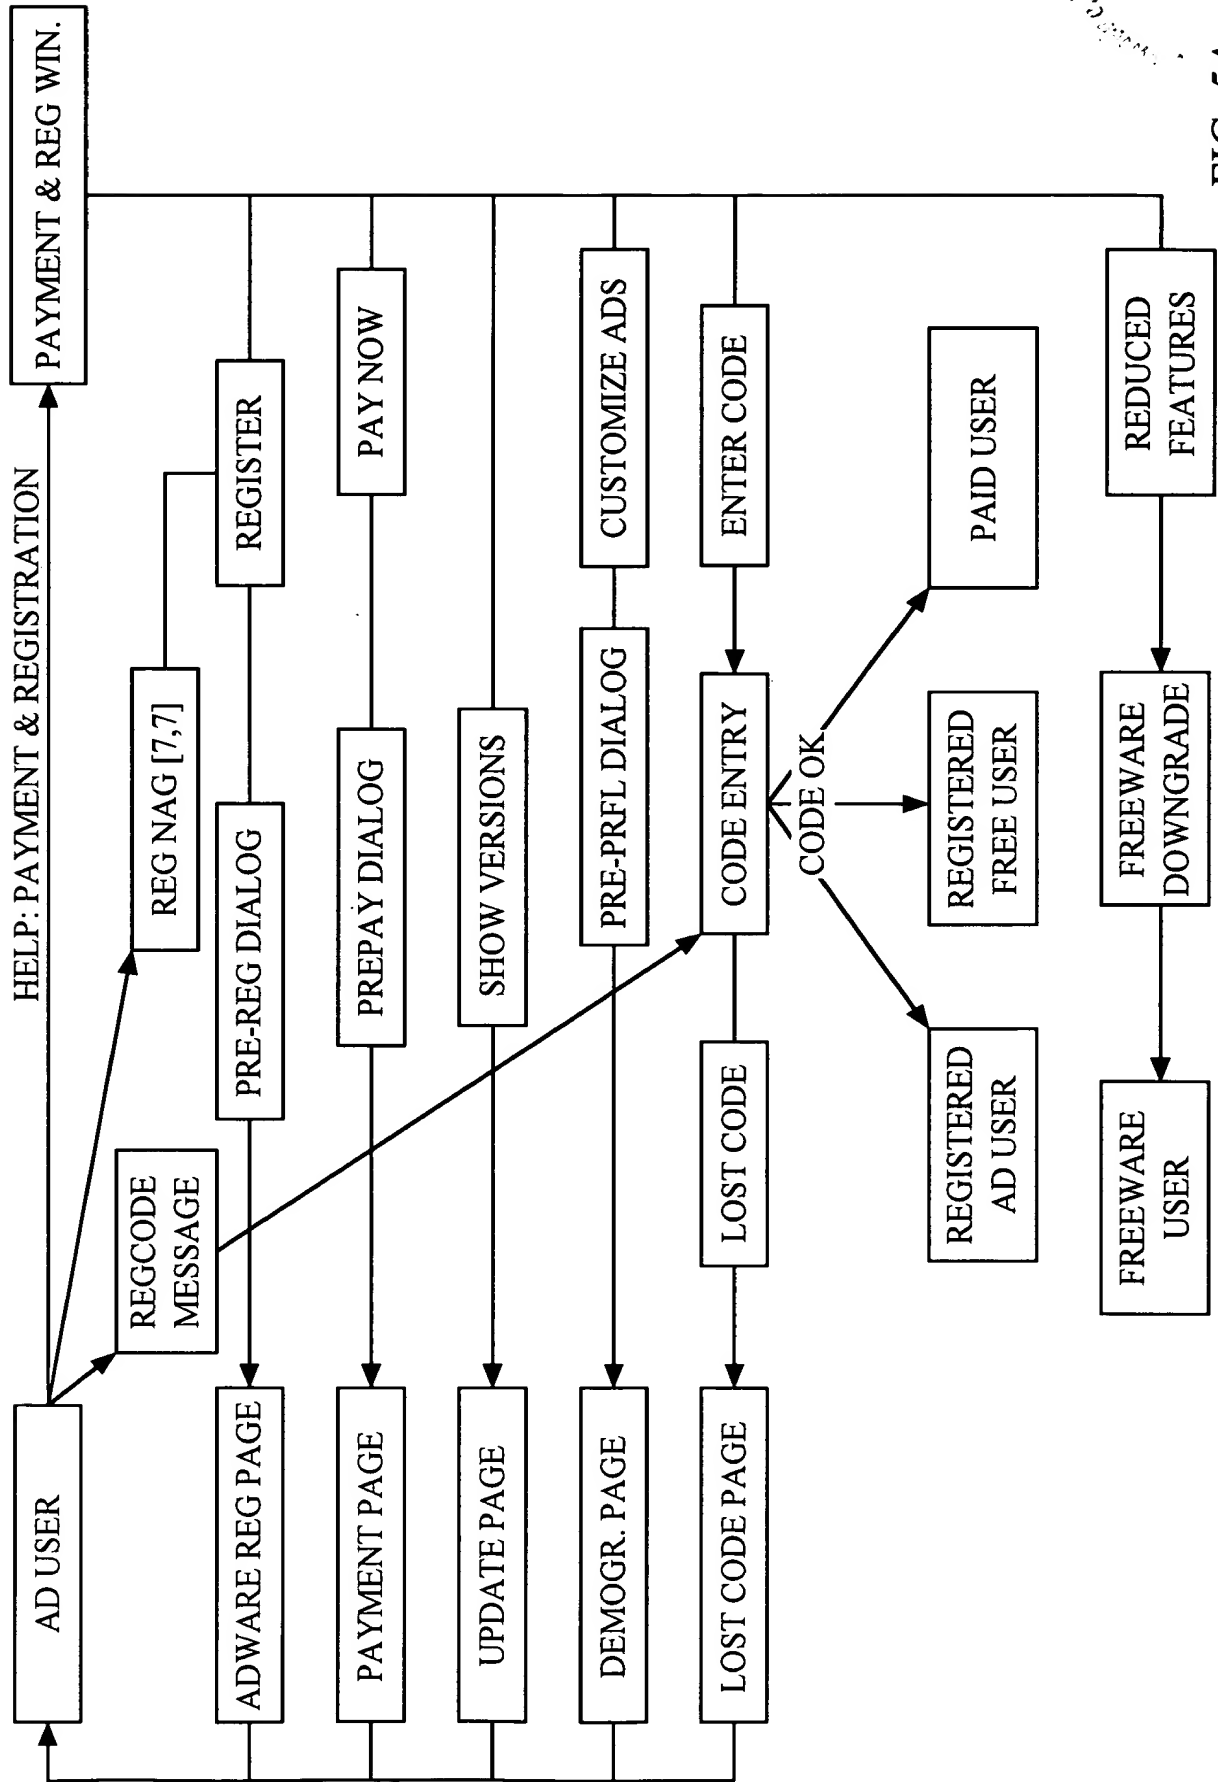 AD USER
HELP: PAYMENT & REGISTRATION
PAYMENT & REG WIN.
REGCODE
MESSAGE
REG NAG [7,7]
ADWARE REG PAGE
PRE-REG DIALOG
REGISTER
PAYMENT PAGE
PREPAY DIALOG
PAY NOW
UPDATE PAGE
SHOW VERSIONS
DEMOGR. PAGE
PRE-PRFL DIALOG
CUSTOMIZE ADS
LOST CODE PAGE
LOST CODE
CODE ENTRY
ENTER CODE
CODE OK
REGISTERED
AD USER
REGISTERED
FREE USER
PAID USER
FREEWARE
USER
FREEWARE
DOWNGRADE
REDUCED
FEATURES
FIG.